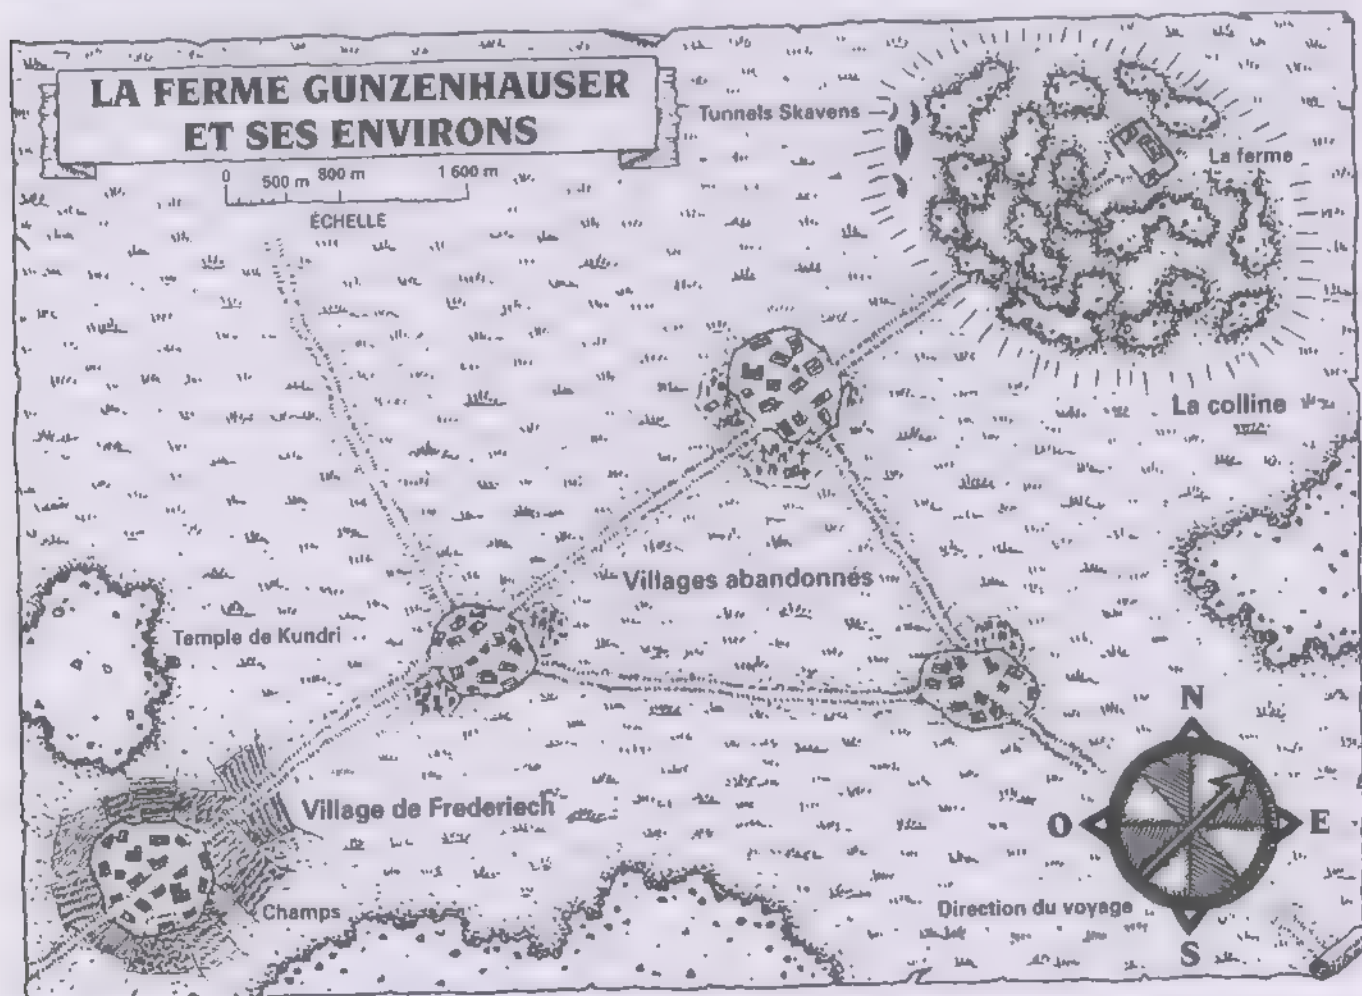 LA FERME GUNZENHAUSER
ET SES ENVIRONS
0 500 m 800 m 1 600 m
ÉCHELLE
Tunnels Skavens
La ferme
La colline
Villages abandonnés
Temple de Kundri
Village de Frederiech
Champs
Direction du voyage
N
O
E
S